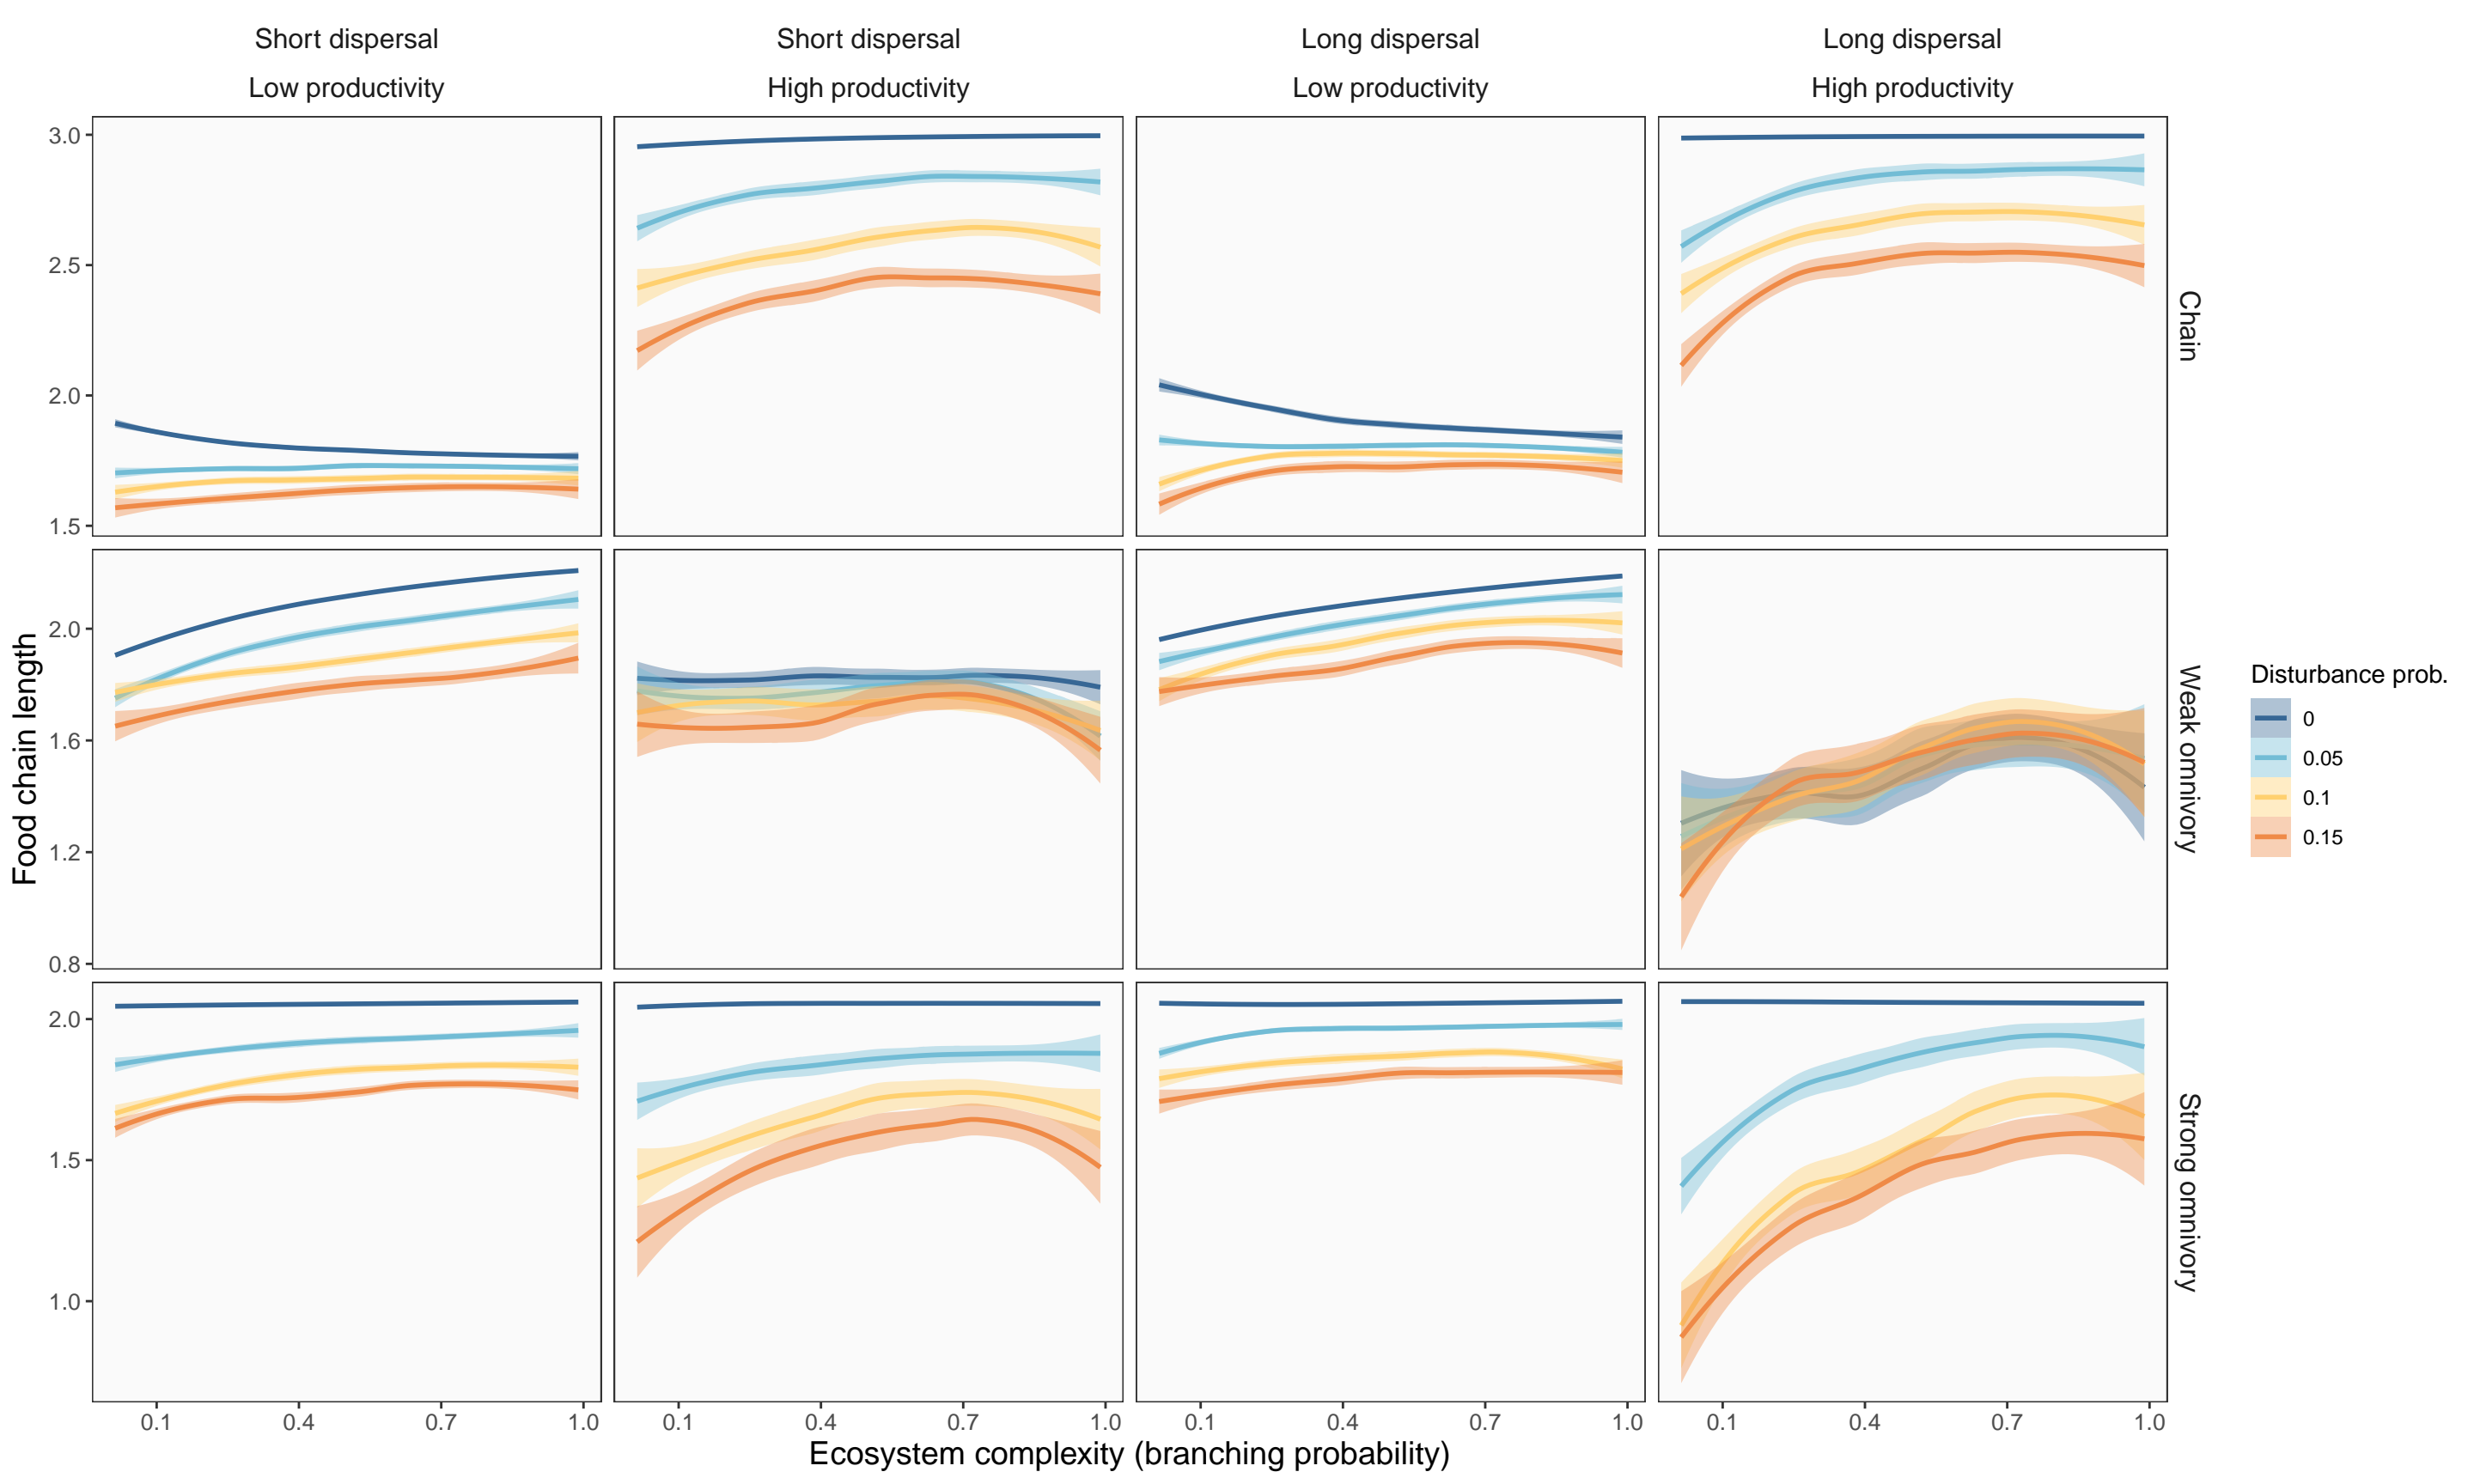 Short dispersal
Short dispersal
Long dispersal
Long dispersal
Low productivity
High productivity
Low productivity
High productivity
3.0
2.5
2.0
1.5
Chain
2.0
1.6
1.2
0.8
Weak omnivory
2.0
1.5
1.0
Strong omnivory
Food chain length
0.1 0.4 0.7 1.0
0.1 0.4 0.7 1.0
0.1 0.4 0.7 1.0
0.1 0.4 0.7 1.0
Ecosystem complexity (branching probability)
Disturbance prob.
0
0.05
0.1
0.15